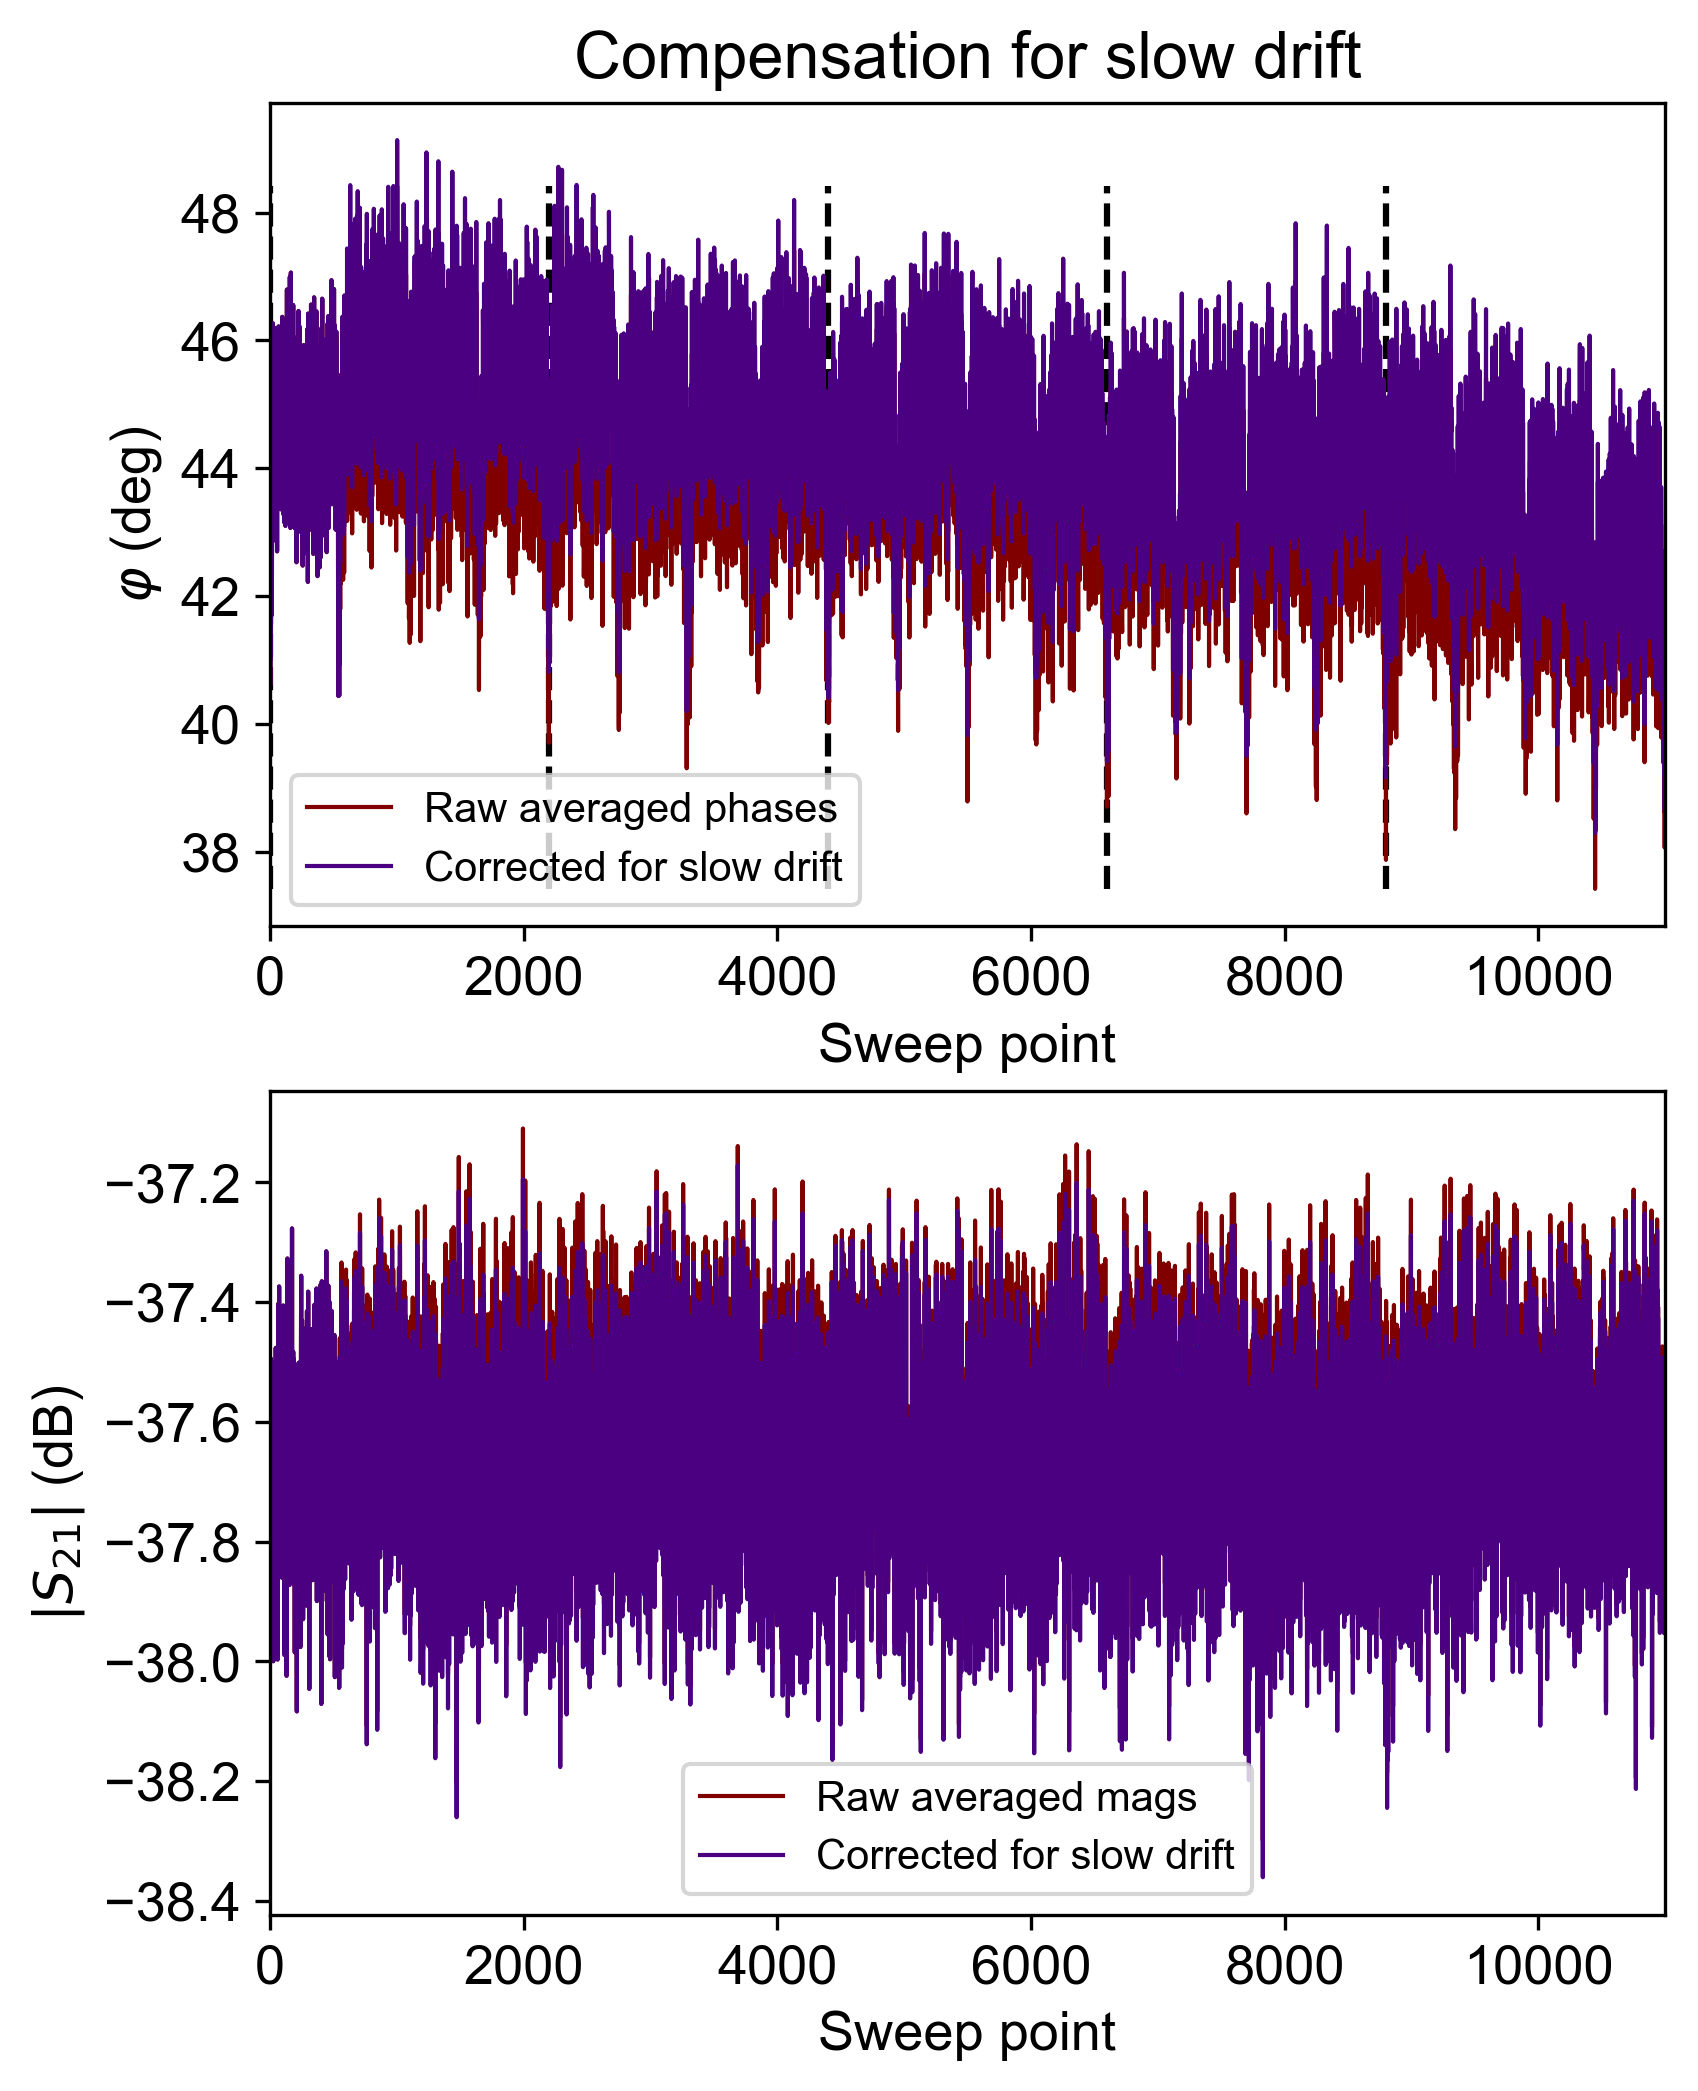 Compensation for slow drift
48
46
44
42
40
38
φ (deg)
Raw averaged phases
Corrected for slow drift
0 2000 4000 6000 8000 10000
Sweep point
−37.2
−37.4
−37.6
−37.8
−38.0
−38.2
−38.4
|S₂₁| (dB)
Raw averaged mags
Corrected for slow drift
0 2000 4000 6000 8000 10000
Sweep point